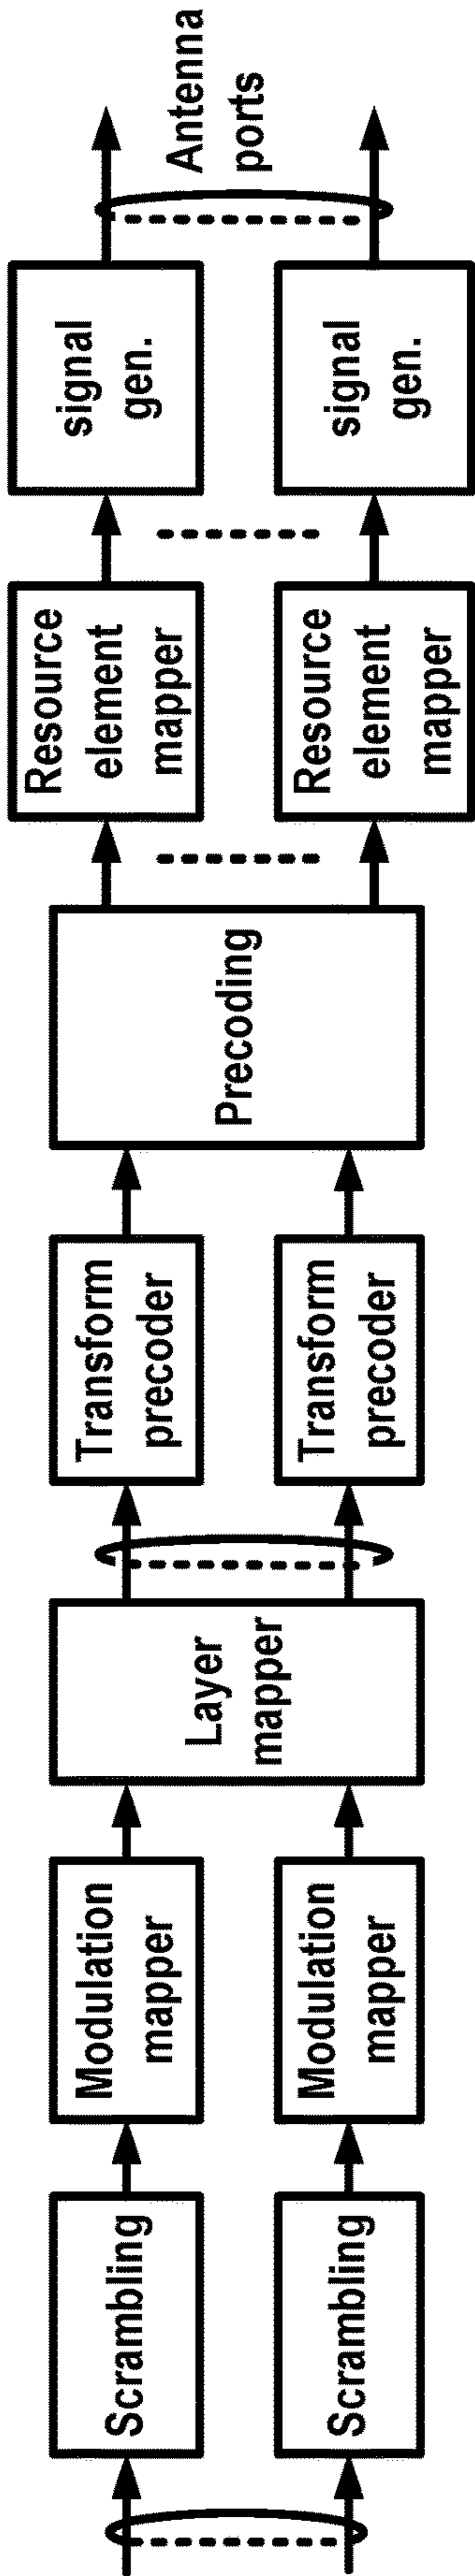 Scrambling
Scrambling
Modulation
mapper
Modulation
mapper
Layer
mapper
Transform
precoder
Transform
precoder
Precoding
Resource
element
mapper
Resource
element
mapper
signal
gen.
signal
gen.
Antenna
ports